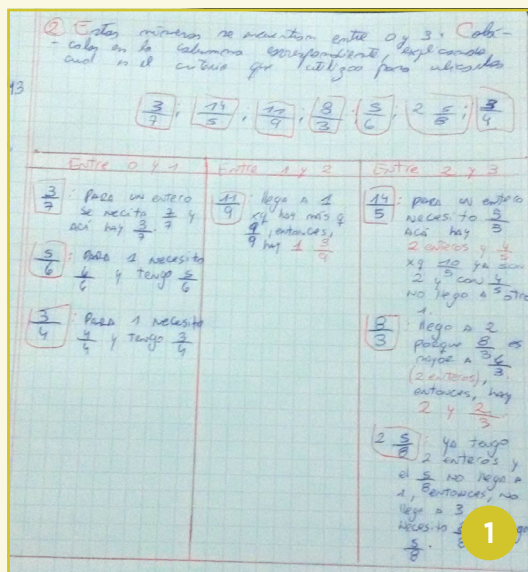 ② Estos números se encuentran entre 0 y 3. Colo-
-calos en la columna correspondiente, explicando
cual es el criterio que utilizas para ubicarlos
13
3/7; 14/5, 11/9; 8/3; 5/6, 2 5/8; 3/4
Entre 0 y 1
3/7: Para un entero
se necita 7/7 y
acá hay 3/7.
5/6: Para 1 necesito
6/6 y tengo 5/6
3/4: Para 1 necesito
4/4 y tengo 3/4
Entre 1 y 2
11/9: llego a 1
xq hay más q
9/9, entonces,
hay 1 2/9
Entre 2 y 3
14/5: para un entero
necesito 5/5
Acá hay
2 enteros y 4/5
xq 10/5 ya son
2 y con 4/5
no llego a otro
1.
8/3: llego a 2
porque 8/3 es
mayor a 6/3
(2 enteros),
entonces, hay
2 y 2/3.
2 5/8: ya tengo
2 enteros y
el 5/8 no llega a
1, entonces, no
llega a 3
necesito
5/8.
1